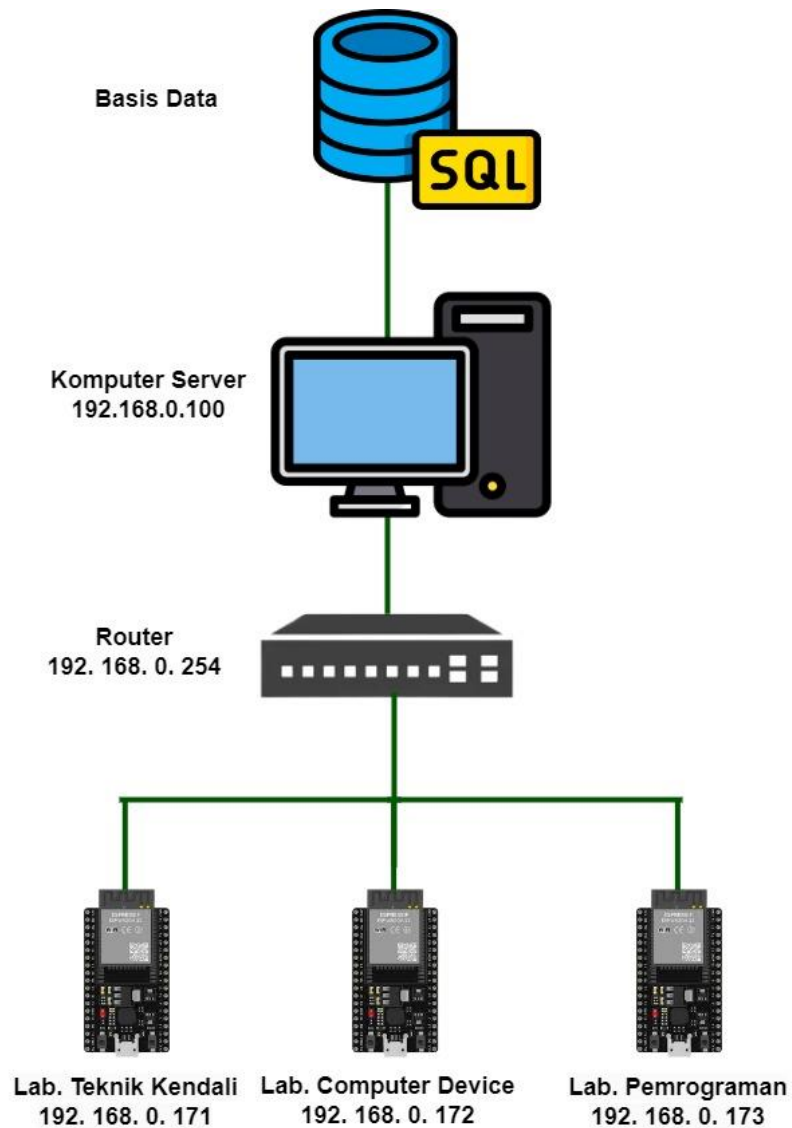 Basis Data
SQL
Komputer Server
192.168.0.100
Router
192. 168. 0. 254
Lab. Teknik Kendali
192. 168. 0. 171
Lab. Computer Device
192. 168. 0. 172
Lab. Pemrograman
192. 168. 0. 173